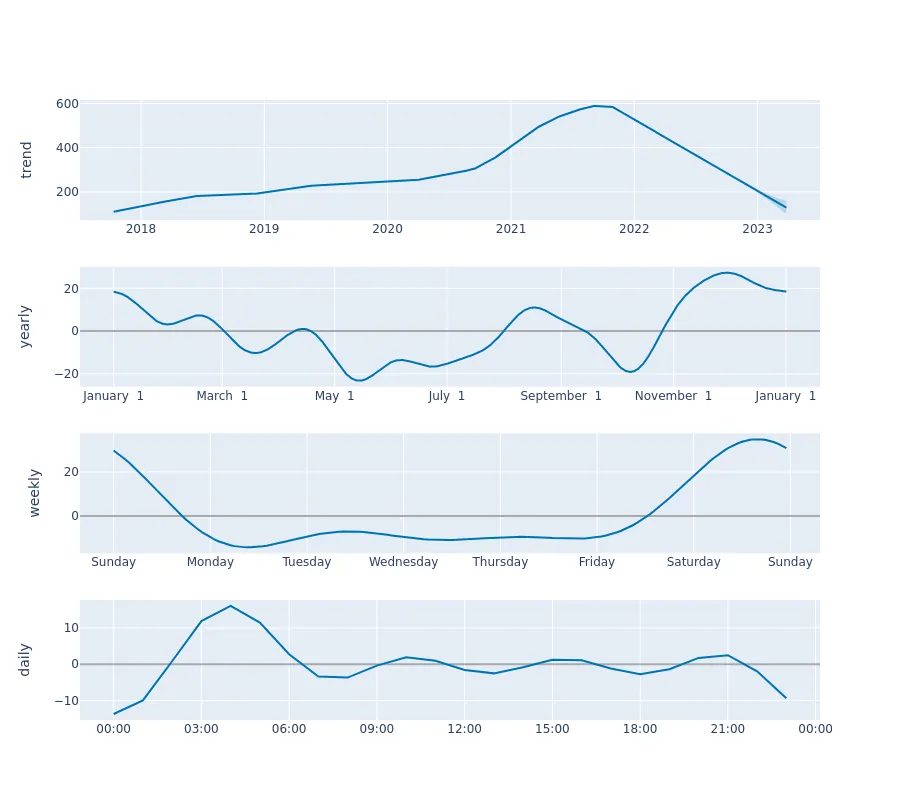 trend
600
400
200
2018 2019 2020 2021 2022 2023
yearly
20
0
−20
January 1 March 1 May 1 July 1 September 1 November 1 January 1
weekly
20
0
Sunday Monday Tuesday Wednesday Thursday Friday Saturday Sunday
daily
10
0
−10
00:00 03:00 06:00 09:00 12:00 15:00 18:00 21:00 00:00